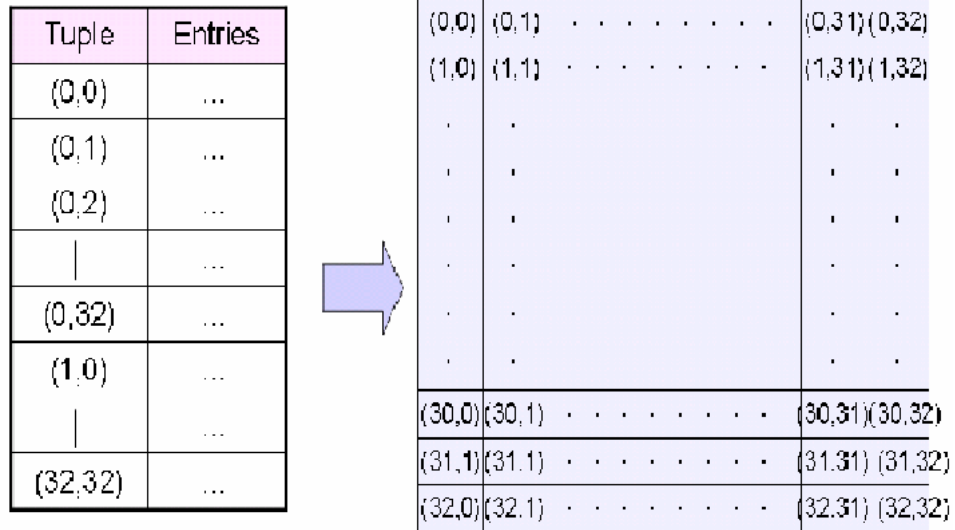 Tuple Entries
(0,0) ...
(0,1) ...
(0,2) ...
| ...
(0,32) ...
(1,0) ...
| ...
(32,32) ...
(0,0) (0,1) . . . . . . . . (0,31) (0,32)
(1,0) (1,1) . . . . . . . . (1,31) (1,32)
. . . .
. . . .
. . . .
. . . .
. . . .
. . . .
(30,0) (30,1) . . . . . . . . (30,31) (30,32)
(31,1) (31.1) . . . . . . . . (31.31) (31,32)
(32,0) (32.1) . . . . . . . . (32.31) (32,32)